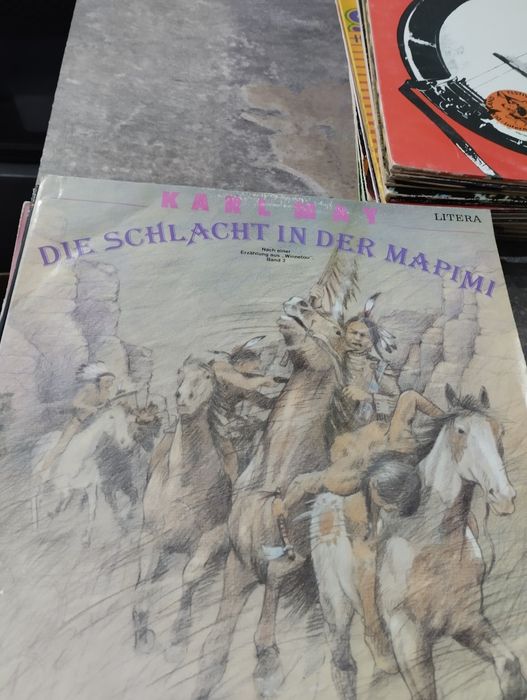 KARL MAY
LITERA
DIE SCHLACHT IN DER MAPIMI
Nach einer
Erzählung aus „Winnetou“,
Band 3